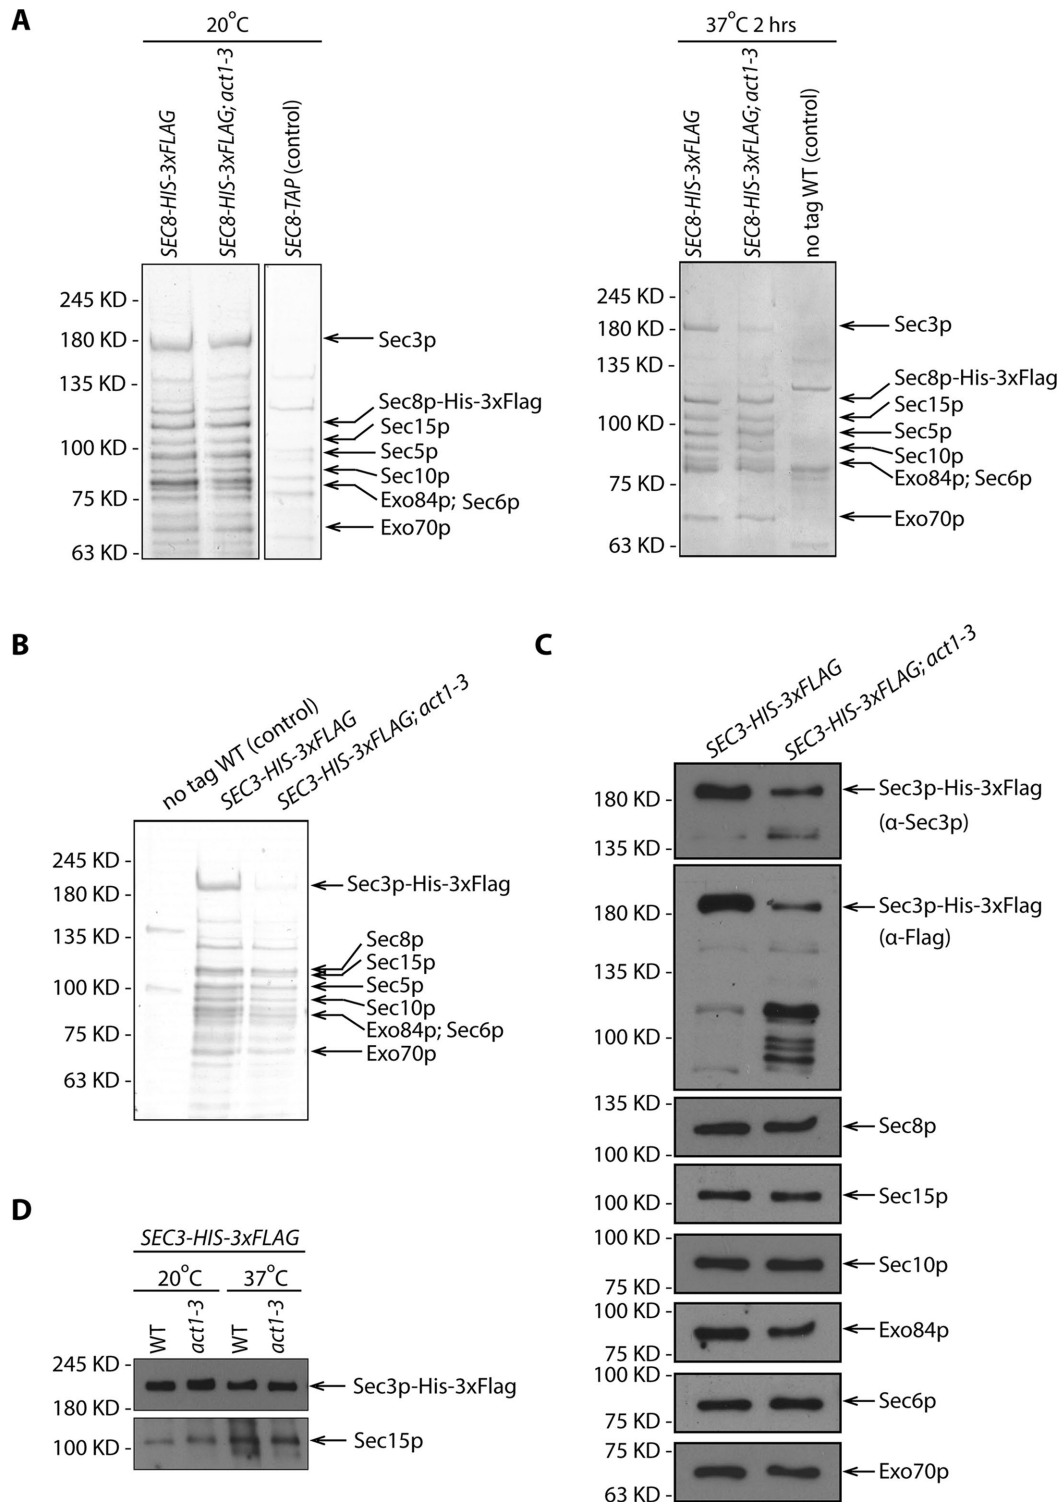 A
20°C
SEC8-HIS-3xFLAG
SEC8-HIS-3xFLAG; act1-3
SEC8-TAP (control)
245 KD
180 KD
135 KD
100 KD
75 KD
63 KD
Sec3p
Sec8p-His-3xFlag
Sec15p
Sec5p
Sec10p
Exo84p; Sec6p
Exo70p
37°C 2 hrs
SEC8-HIS-3xFLAG
SEC8-HIS-3xFLAG; act1-3
no tag WT (control)
245 KD
180 KD
135 KD
100 KD
75 KD
63 KD
Sec3p
Sec8p-His-3xFlag
Sec15p
Sec5p
Sec10p
Exo84p; Sec6p
Exo70p
B
no tag WT (control)
SEC3-HIS-3xFLAG
SEC3-HIS-3xFLAG; act1-3
245 KD
180 KD
135 KD
100 KD
75 KD
63 KD
Sec3p-His-3xFlag
Sec8p
Sec15p
Sec5p
Sec10p
Exo84p; Sec6p
Exo70p
C
SEC3-HIS-3xFLAG
SEC3-HIS-3xFLAG; act1-3
180 KD
135 KD
Sec3p-His-3xFlag
(α-Sec3p)
180 KD
135 KD
100 KD
Sec3p-His-3xFlag
(α-Flag)
135 KD
100 KD
Sec8p
100 KD
Sec15p
100 KD
75 KD
Sec10p
100 KD
75 KD
Exo84p
100 KD
75 KD
Sec6p
75 KD
63 KD
Exo70p
D
SEC3-HIS-3xFLAG
20°C
37°C
WT
act1-3
WT
act1-3
245 KD
180 KD
Sec3p-His-3xFlag
100 KD
Sec15p